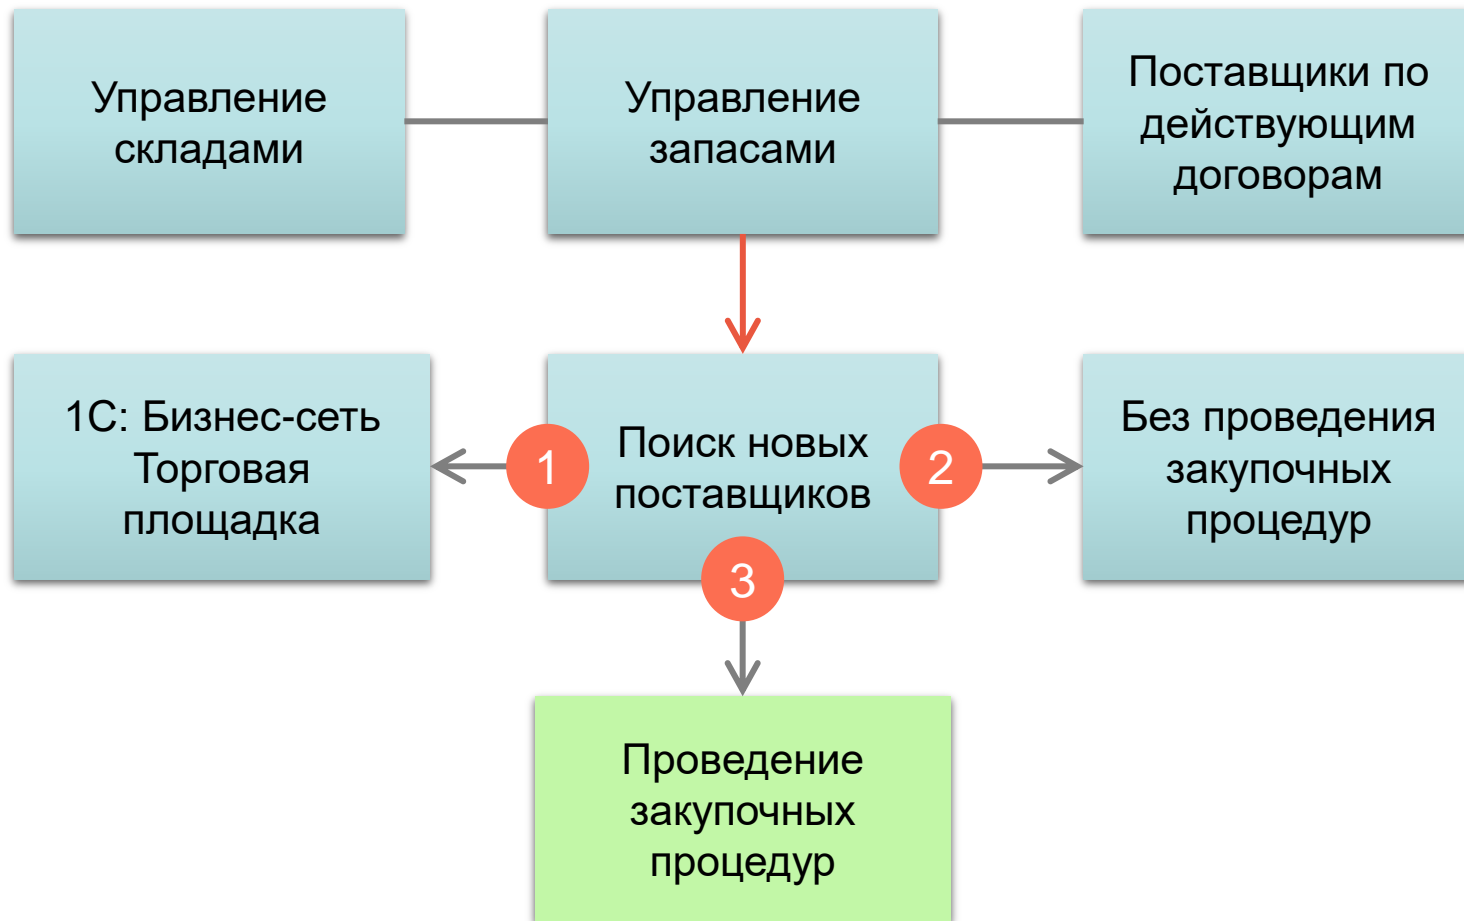 Управление
складами
Управление
запасами
Поставщики по
действующим
договорам
1С: Бизнес-сеть
Торговая
площадка
1
Поиск новых
поставщиков
2
Без проведения
закупочных
процедур
3
Проведение
закупочных
процедур